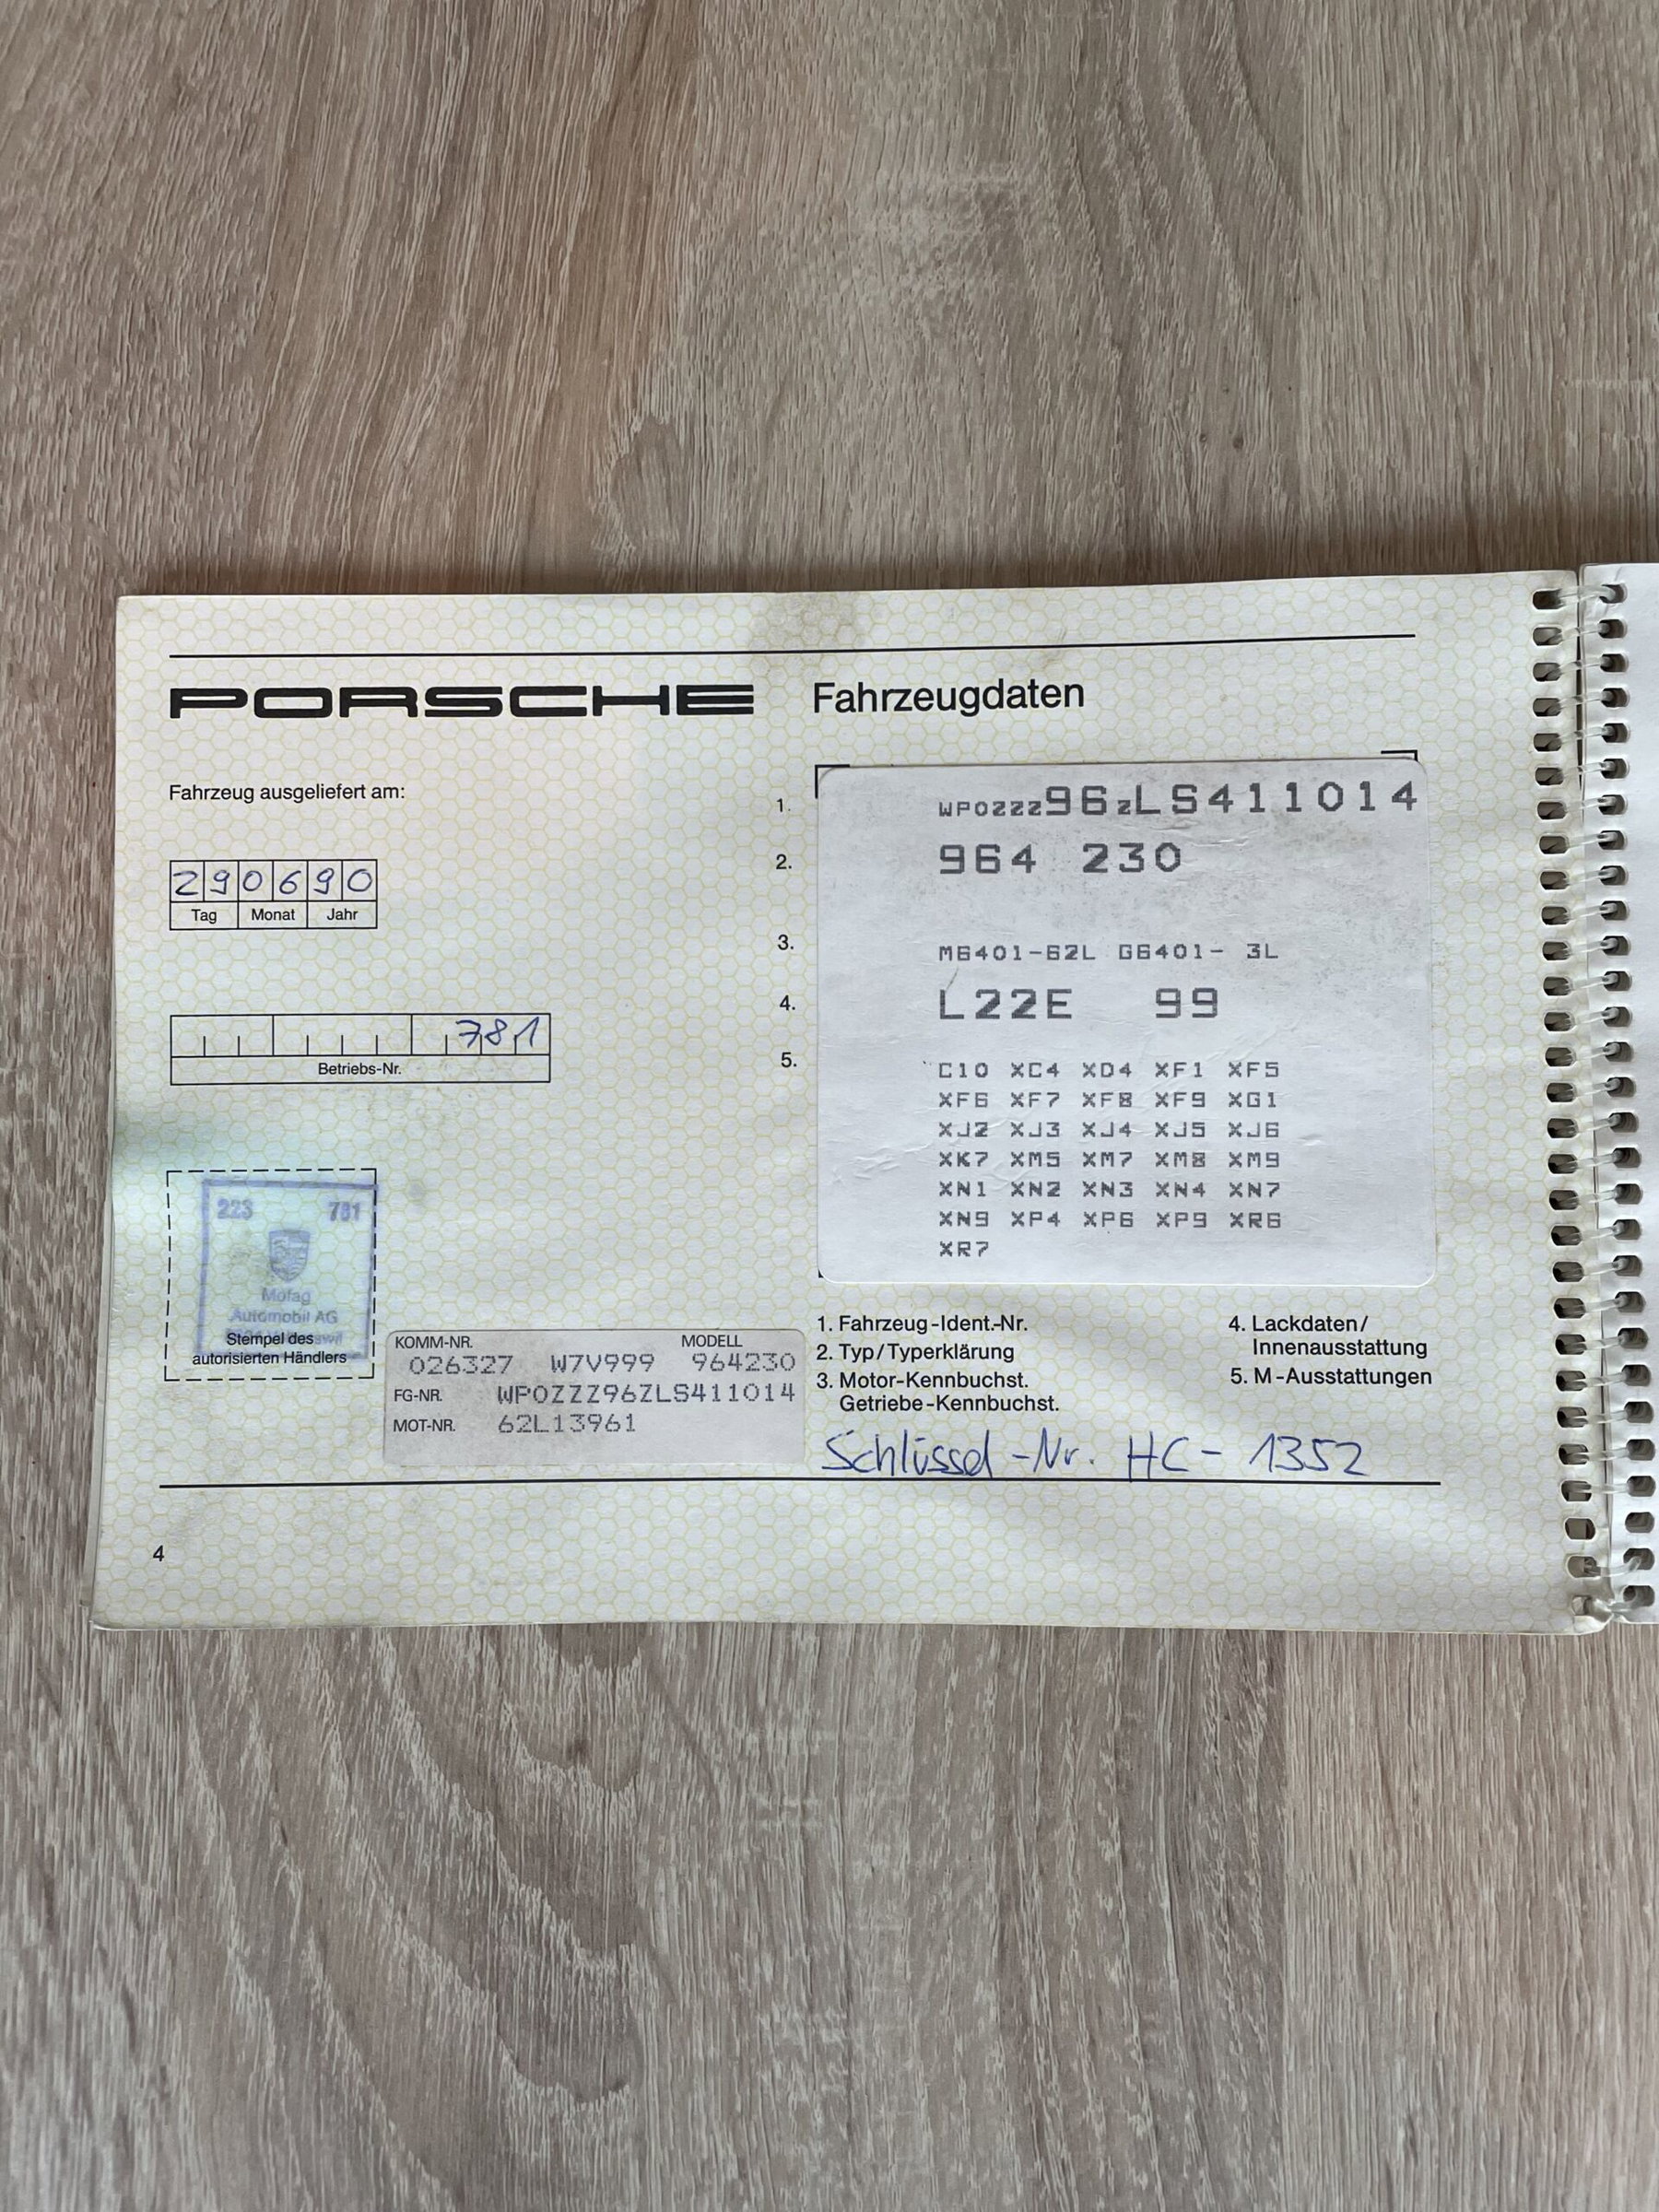 PORSCHE Fahrzeugdaten
Fahrzeug ausgeliefert am:
290690
Tag Monat Jahr
781
Betriebs-Nr.
223 781
Mofag
Automobil AG
Stempel des
autorisierten Händlers
KOMM-NR. MODELL
026327 W7V999 964230
FG-NR. WP0ZZZ96ZLS411014
MOT-NR. 62L13961
1. WP0ZZZ96ZLS411014
2. 964 230
3. M6401-62L G6401- 3L
4. L22E 99
5. C10 XC4 XD4 XF1 XF5
XF6 XF7 XF8 XF9 XG1
XJ2 XJ3 XJ4 XJ5 XJ6
XK7 XM5 XM7 XM8 XM9
XN1 XN2 XN3 XN4 XN7
XN9 XP4 XP6 XP9 XR6
XR7
1. Fahrzeug-Ident.-Nr.
2. Typ/Typerklärung
3. Motor-Kennbuchst.
Getriebe-Kennbuchst.
4. Lackdaten/
Innenausstattung
5. M-Ausstattungen
Schlüssel-Nr. HC-1352
4